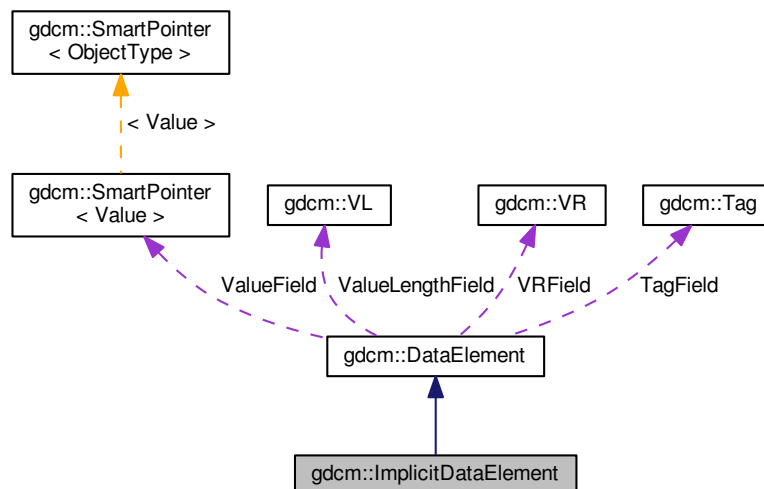 gdcm::SmartPointer
< ObjectType >
< Value >
gdcm::SmartPointer
< Value >
gdcm::VL
gdcm::VR
gdcm::Tag
ValueField
ValueLengthField
VRField
TagField
gdcm::DataElement
gdcm::ImplicitDataElement